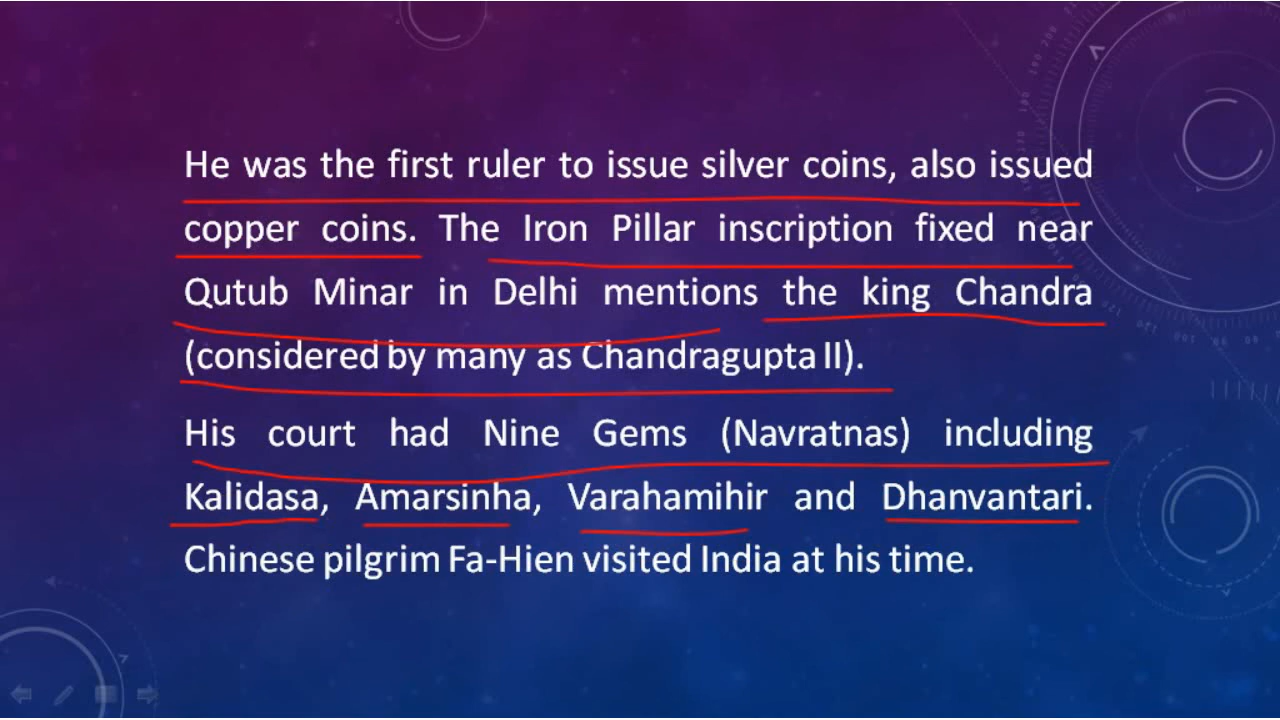 He was the first ruler to issue silver coins, also issued
copper coins. The Iron Pillar inscription fixed near
Qutub Minar in Delhi mentions the king Chandra
(considered by many as Chandragupta II).
His court had Nine Gems (Navratnas) including
Kalidasa, Amarsinha, Varahamihir and Dhanvantari.
Chinese pilgrim Fa-Hien visited India at his time.